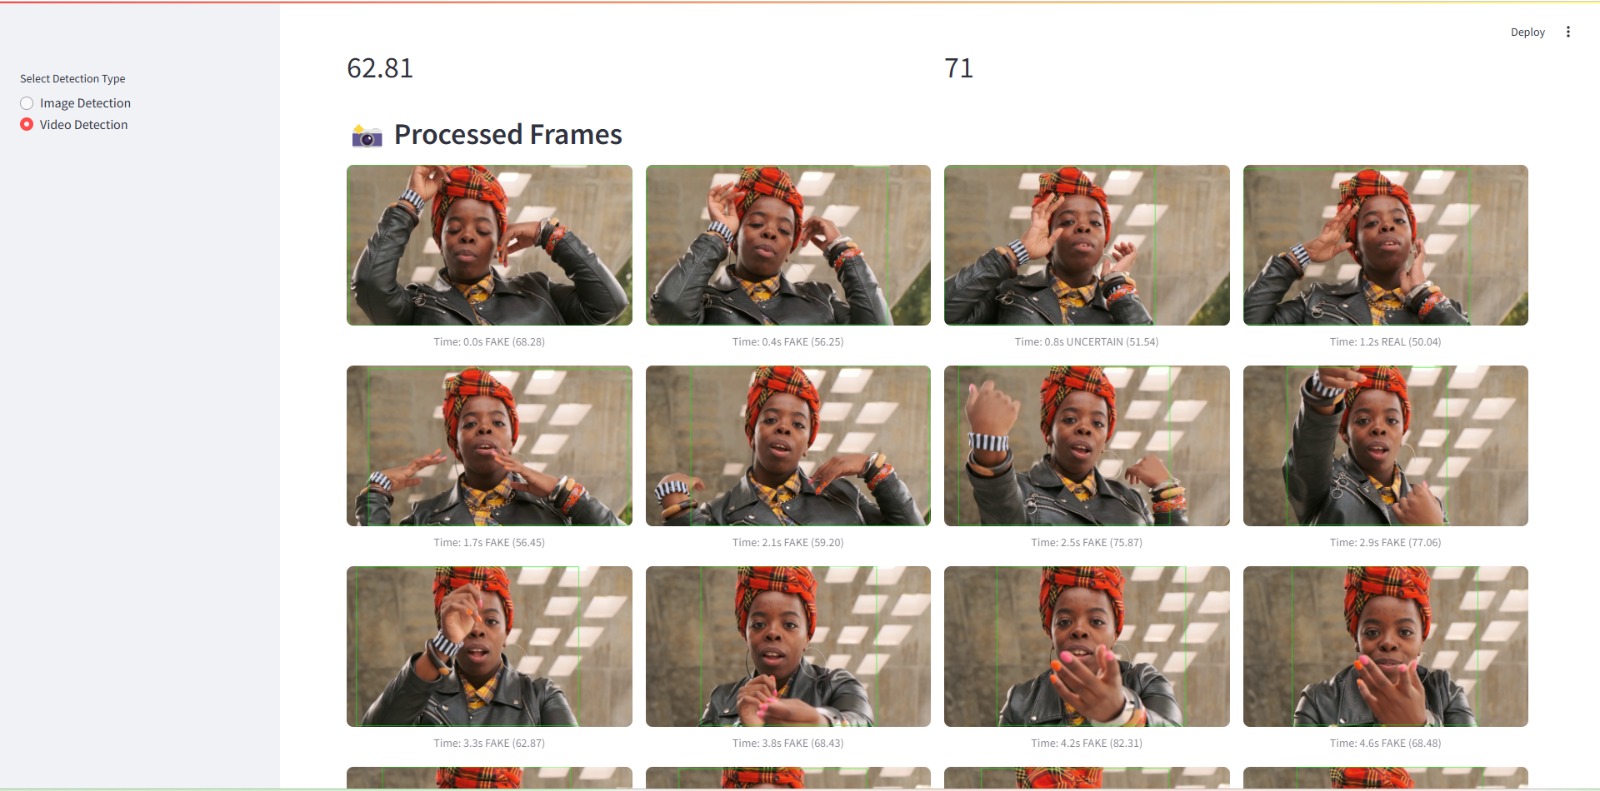 Deploy
Select Detection Type
Image Detection
Video Detection
62.81 71
Processed Frames
Time: 0.0s FAKE (68.28) Time: 0.4s FAKE (56.25) Time: 0.8s UNCERTAIN (51.54) Time: 1.2s REAL (50.04)
Time: 1.7s FAKE (56.45) Time: 2.1s FAKE (59.20) Time: 2.5s FAKE (75.87) Time: 2.9s FAKE (77.06)
Time: 3.3s FAKE (62.87) Time: 3.8s FAKE (68.43) Time: 4.2s FAKE (82.31) Time: 4.6s FAKE (68.48)